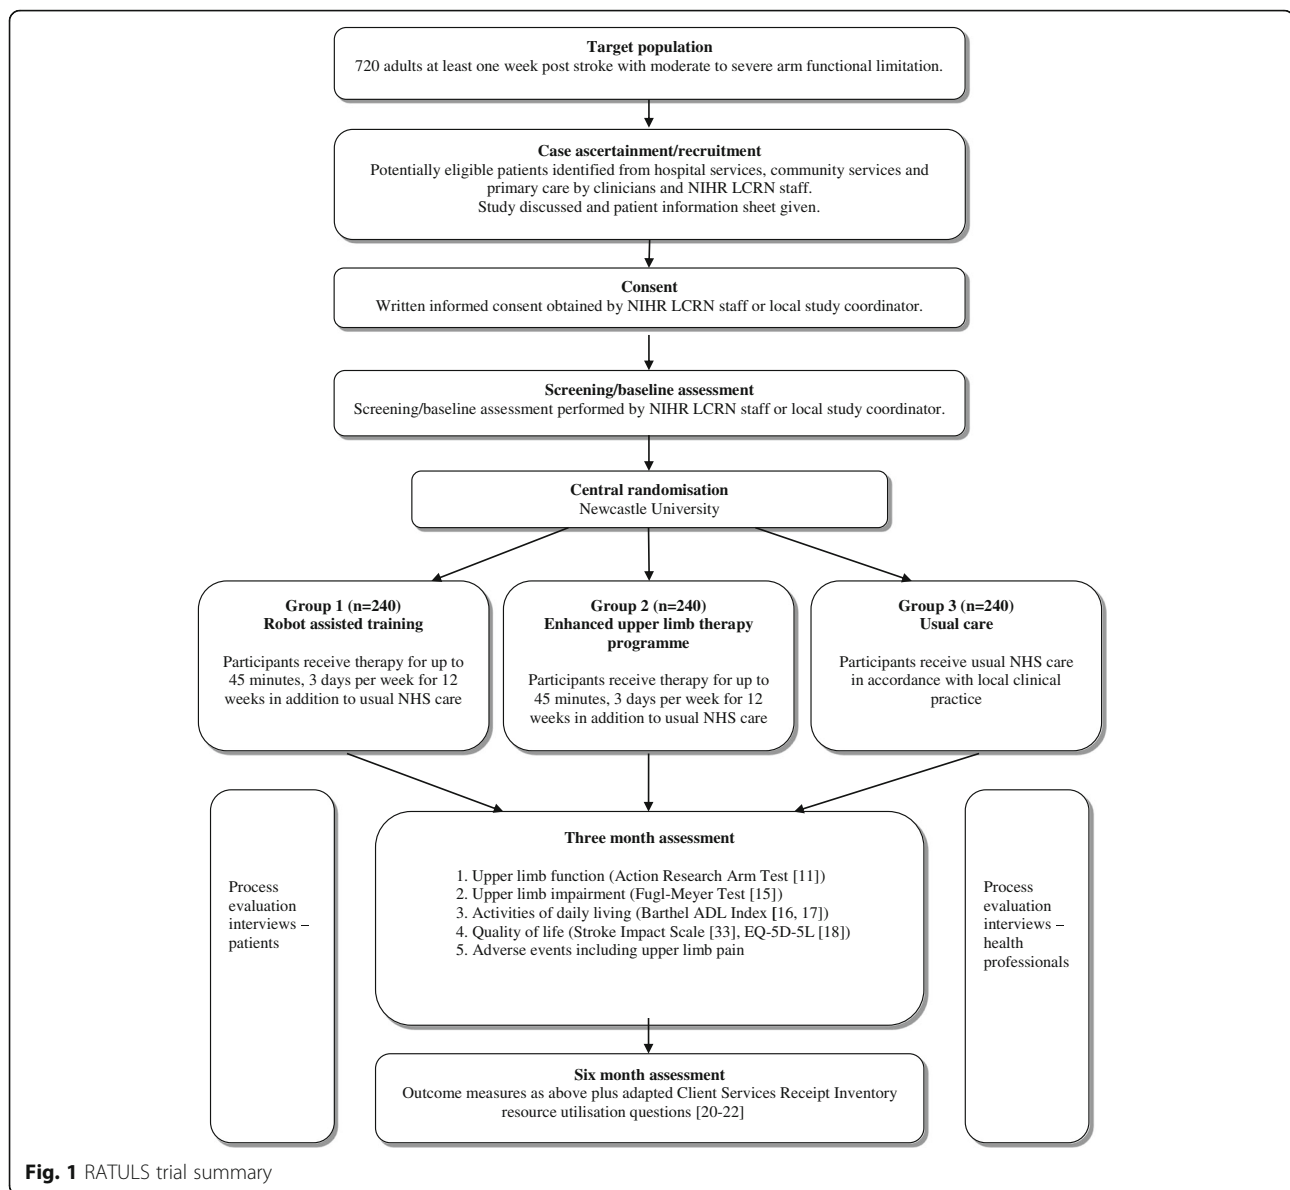 Target population
720 adults at least one week post stroke with moderate to severe arm functional limitation.
Case ascertainment/recruitment
Potentially eligible patients identified from hospital services, community services and
primary care by clinicians and NIHR LCRN staff.
Study discussed and patient information sheet given.
Consent
Written informed consent obtained by NIHR LCRN staff or local study coordinator.
Screening/baseline assessment
Screening/baseline assessment performed by NIHR LCRN staff or local study coordinator.
Central randomisation
Newcastle University
Group 1 (n=240)
Robot assisted training
Participants receive therapy for up to
45 minutes, 3 days per week for 12
weeks in addition to usual NHS care
Group 2 (n=240)
Enhanced upper limb therapy
programme
Participants receive therapy for up to
45 minutes, 3 days per week for 12
weeks in addition to usual NHS care
Group 3 (n=240)
Usual care
Participants receive usual NHS care
in accordance with local clinical
practice
Process
evaluation
interviews –
patients
Three month assessment
1. Upper limb function (Action Research Arm Test [11])
2. Upper limb impairment (Fugl-Meyer Test [15])
3. Activities of daily living (Barthel ADL Index [16, 17])
4. Quality of life (Stroke Impact Scale [33], EQ-5D-5L [18])
5. Adverse events including upper limb pain
Process
evaluation
interviews –
health
professionals
Six month assessment
Outcome measures as above plus adapted Client Services Receipt Inventory
resource utilisation questions [20-22]
Fig. 1 RATULS trial summary